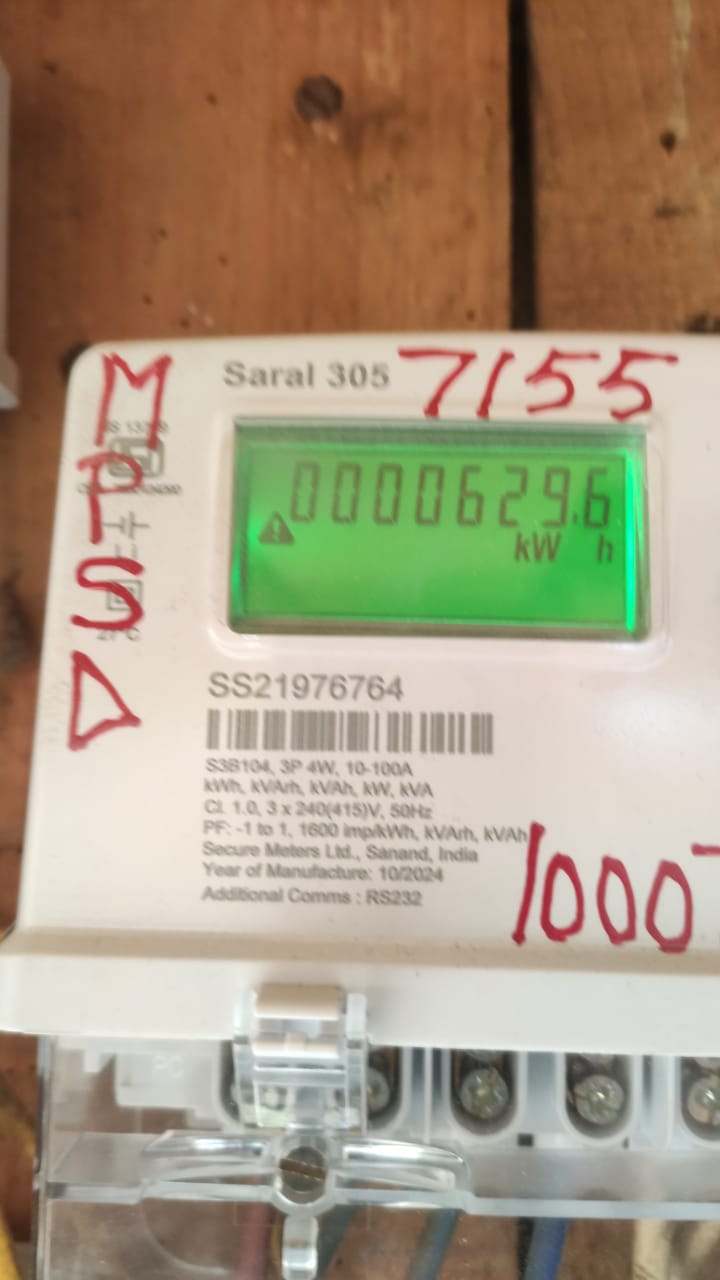 Saral 305
7155
M
P
S
D
0000629.6
kW h
SS21976764
S3B104, 3P 4W, 10-100A
kWh, kVArh, kVAh, kW, kVA
Cl. 1.0, 3 x 240(415)V, 50Hz
PF: -1 to 1, 1600 imp/kWh, kVArh, kVAh
Secure Meters Ltd., Sanand, India
Year of Manufacture: 10/2024
Additional Comms : RS232
1000
27°C